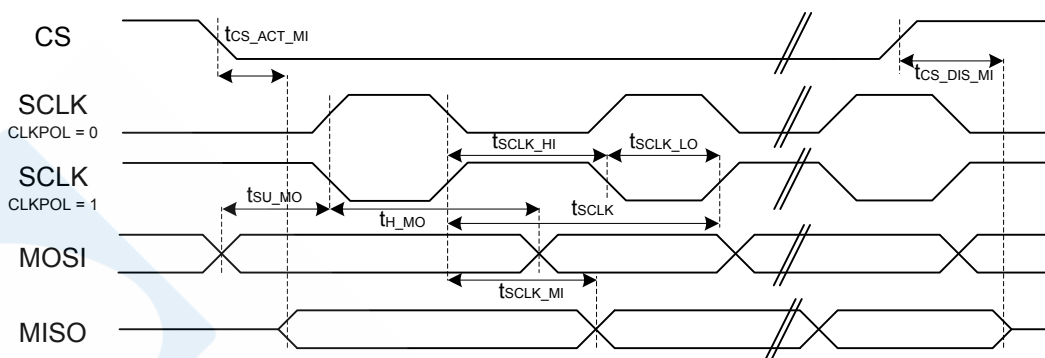 CS
tCS_ACT_MI
tCS_DIS_MI
SCLK
CLKPOL = 0
tSCLK_HI
tSCLK_LO
SCLK
CLKPOL = 1
tSU_MO
tH_MO
tSCLK
MOSI
tSCLK_MI
MISO